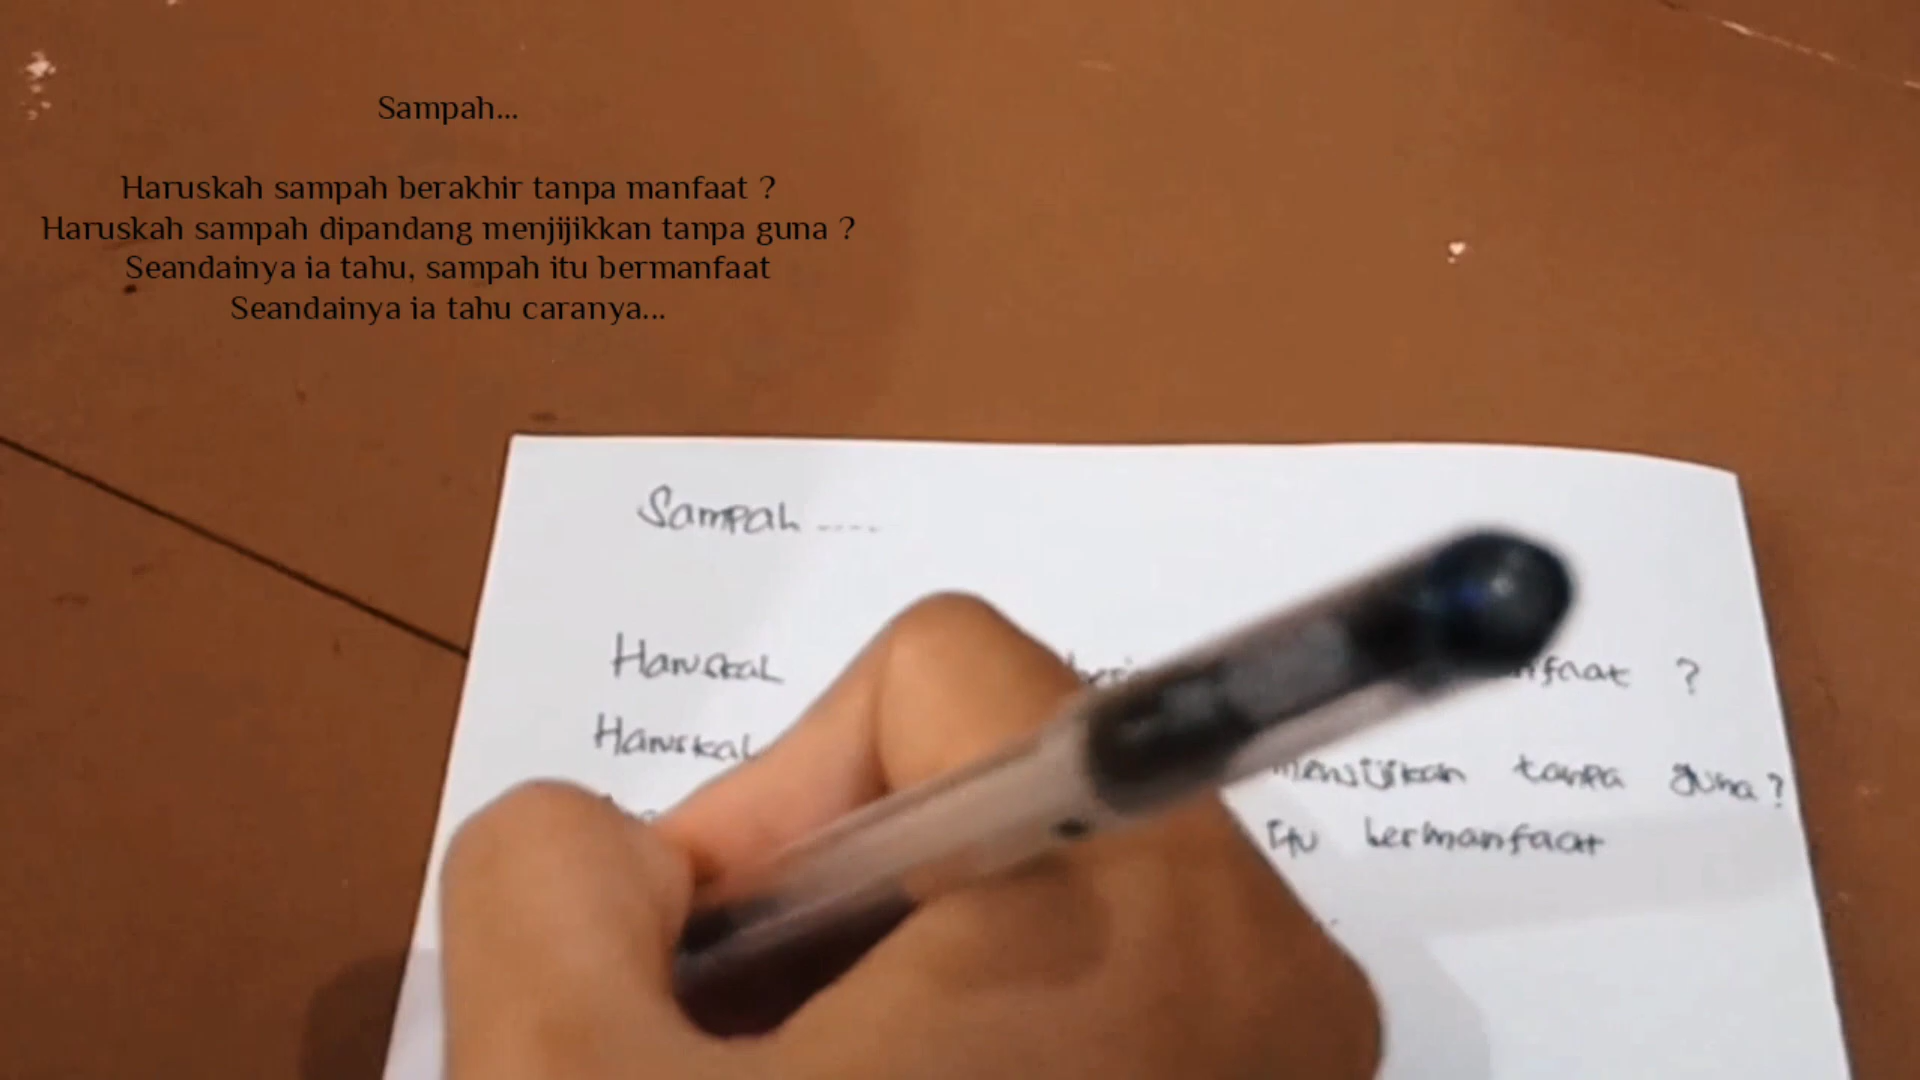 Sampah...
Haruskah sampah berakhir tanpa manfaat ?
Haruskah sampah dipandang menjijikkan tanpa guna ?
Seandainya ia tahu, sampah itu bermanfaat
Seandainya ia tahu caranya...
Sampah ....
Haruskah ?
Haruskah tanpa guna?
Itu bermanfaat